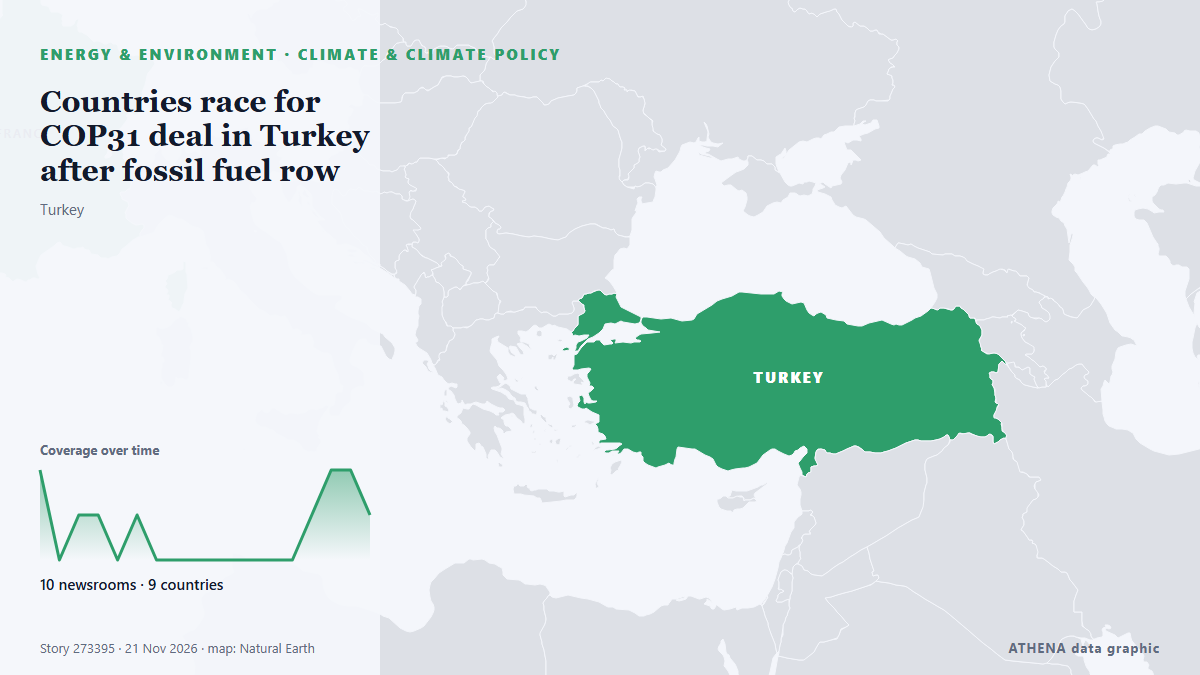 ENERGY & ENVIRONMENT · CLIMATE & CLIMATE POLICY
Countries race for
COP31 deal in Turkey
after fossil fuel row
Turkey
TURKEY
Coverage over time
10 newsrooms · 9 countries
Story 273395 · 21 Nov 2026 · map: Natural Earth
ATHENA data graphic